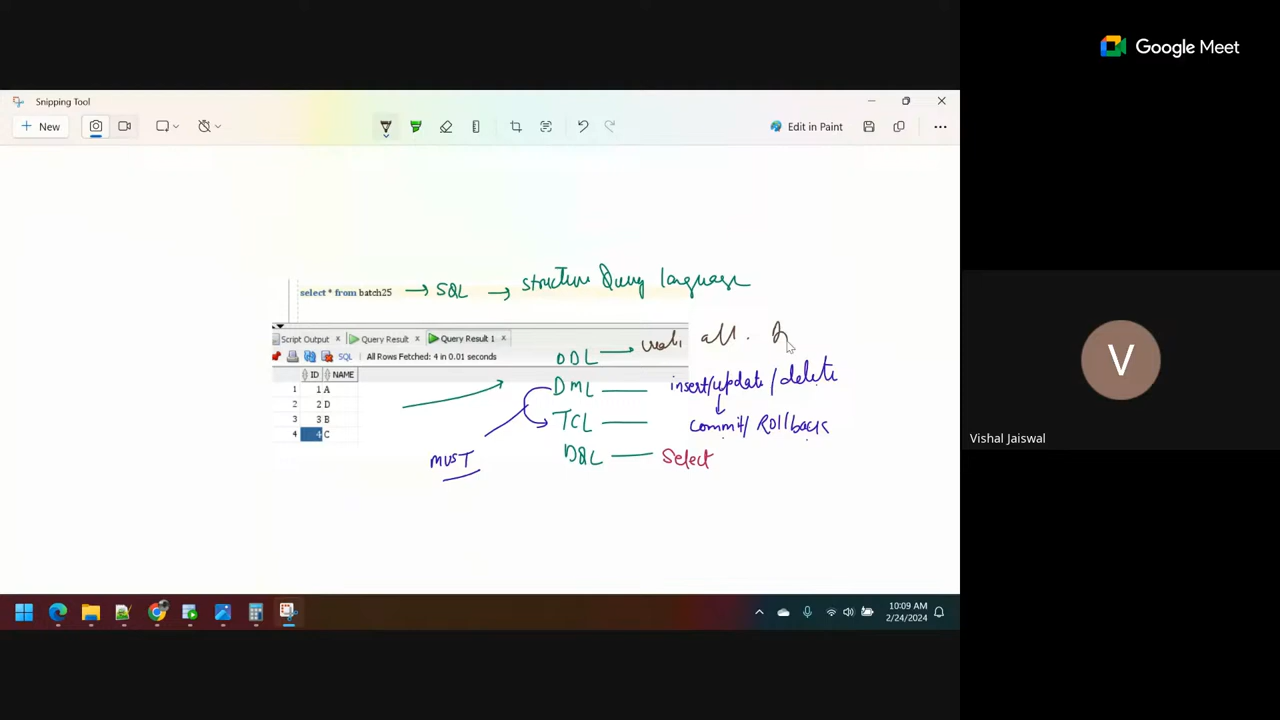 Google Meet
Snipping Tool
New
Edit in Paint
select * from batch25 → SQL → structure Query language
Script Output × Query Result × Query Result 1 ×
SQL All Rows Fetched: 4 in 0.01 seconds
ID NAME
1 1 A
2 2 D
3 3 B
4 4 C
DDL → all.
DML insert/update/delete
TCL commit/ROllback
DQL select
MUST
V
Vishal Jaiswal
10:09 AM
2/24/2024